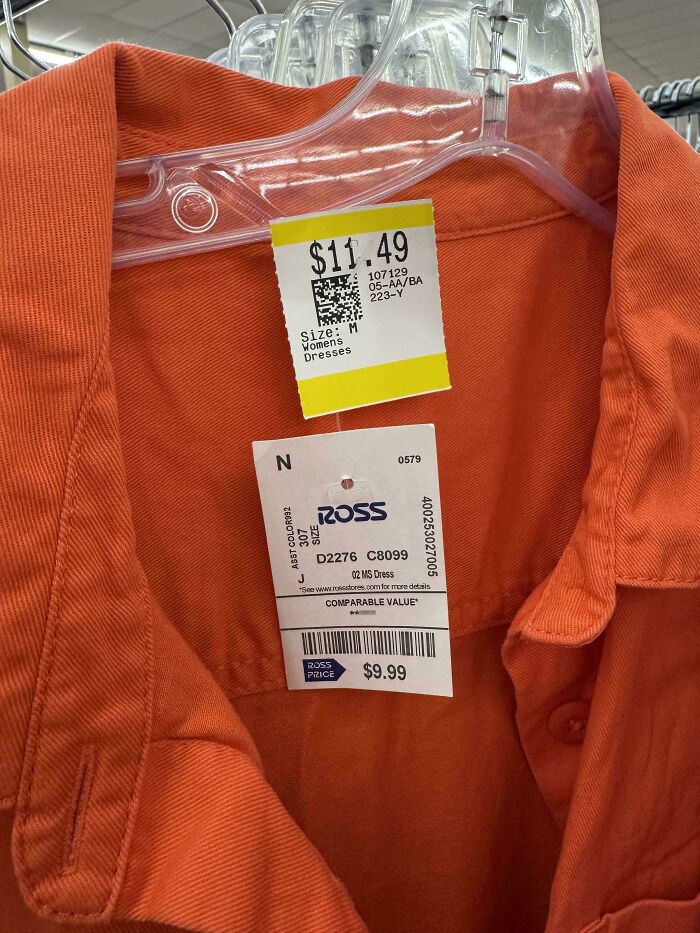 $11.49
107129
05-AA/BA
223-Y
Size: M
Womens
Dresses
N
0579
ROSS
ASST COLOR992
307
SIZE
J
400253027005
D2276 C8099
02 MS Dress
*See www.rossstores.com for more details
COMPARABLE VALUE*
ROSS
PRICE
$9.99